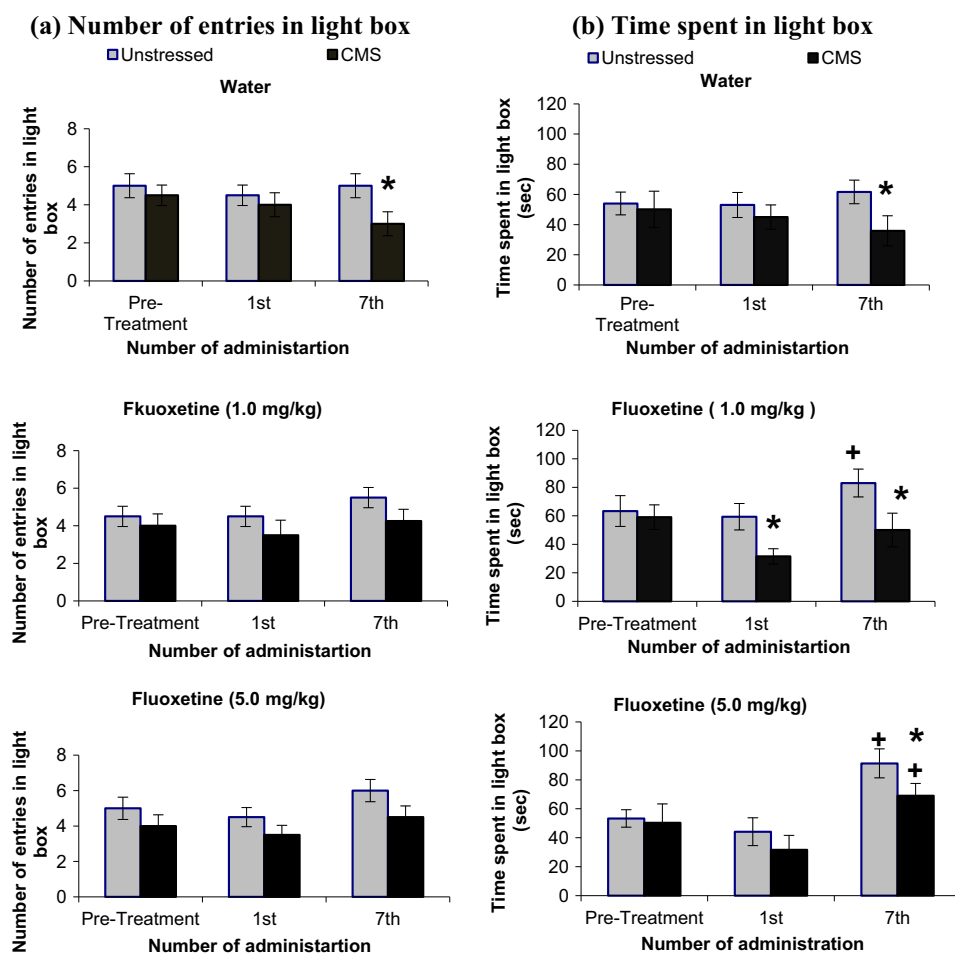 (a) Number of entries in light box
Unstressed CMS
Water
Number of entries in light
box
8
6
4
2
0
Pre-
Treatment
1st
7th
*
Number of administartion
Fkuoxetine (1.0 mg/kg)
Number of entries in light
box
8
6
4
2
0
Pre-Treatment
1st
7th
Number of administartion
Fluoxetine (5.0 mg/kg)
Number of entries in light
box
8
6
4
2
0
Pre-Treatment
1st
7th
Number of administartion
(b) Time spent in light box
Unstressed CMS
Water
Time spent in light box
(sec)
120
100
80
60
40
20
0
Pre-
Treatment
1st
7th
*
Number of administartion
Fluoxetine ( 1.0 mg/kg )
Time spent in light box
(sec)
120
100
80
60
40
20
0
Pre-Treatment
1st
7th
*
+
*
Number of administartion
Fluoxetine (5.0 mg/kg)
Time spent in light box
(sec)
120
100
80
60
40
20
0
Pre-Treatment
1st
7th
+ *
+
Number of administration